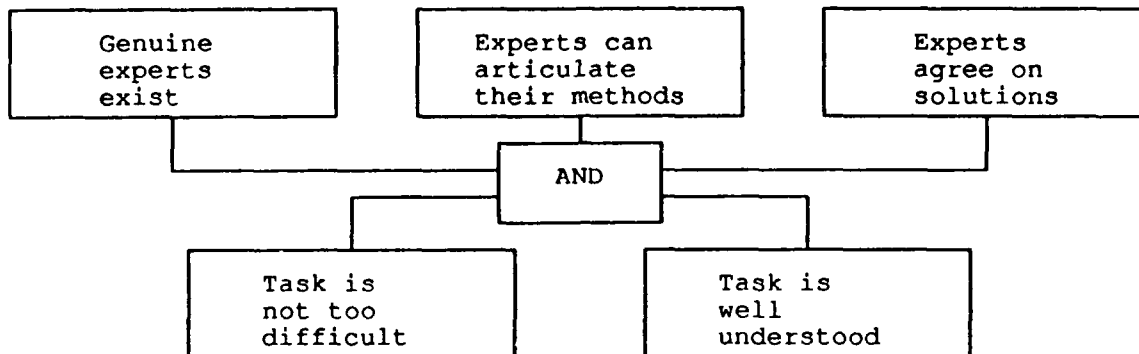 Genuine
experts
exist
Experts can
articulate
their methods
Experts
agree on
solutions
AND
Task is
not too
difficult
Task is
well
understood